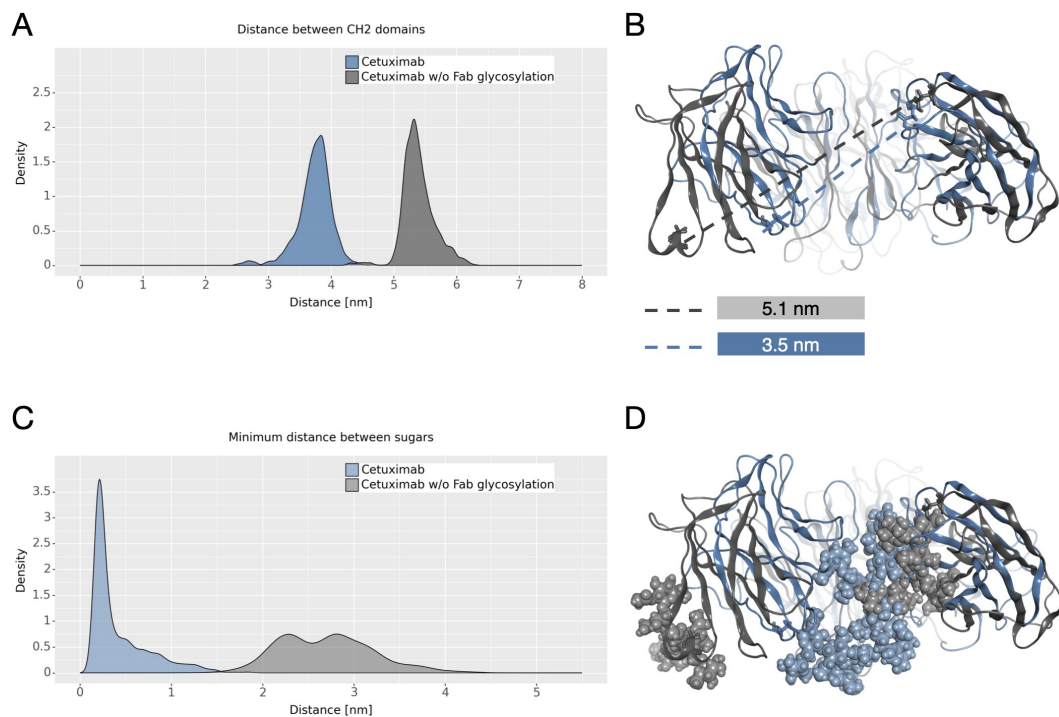 A
Distance between CH2 domains
Cetuximab
Cetuximab w/o Fab glycosylation
Density
2.5
2
1.5
1
0.5
0
0 1 2 3 4 5 6 7 8
Distance [nm]
B
5.1 nm
3.5 nm
C
Minimum distance between sugars
Cetuximab
Cetuximab w/o Fab glycosylation
Density
3.5
3
2.5
2
1.5
1
0.5
0
0 1 2 3 4 5
Distance [nm]
D